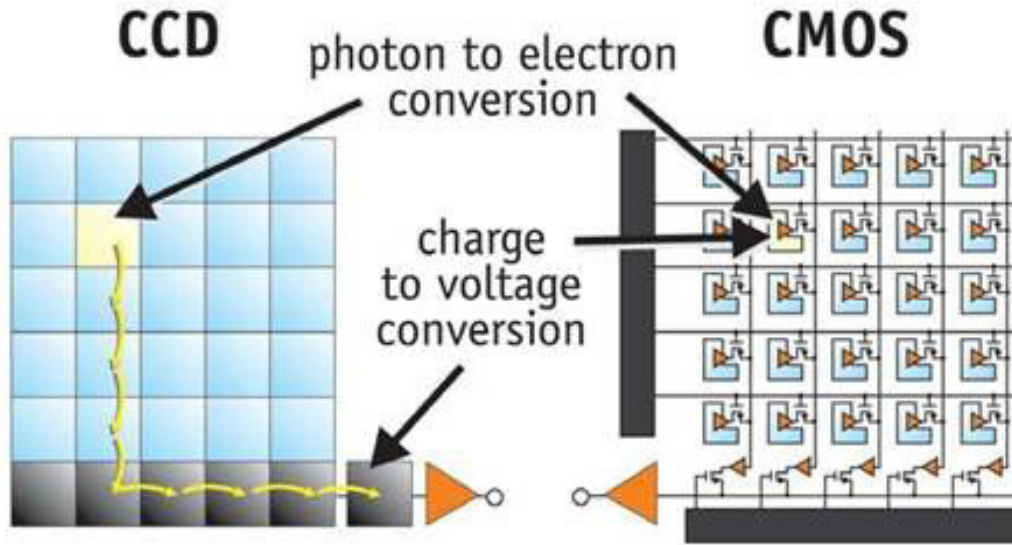 CCD
CMOS
photon to electron
conversion
charge
to voltage
conversion